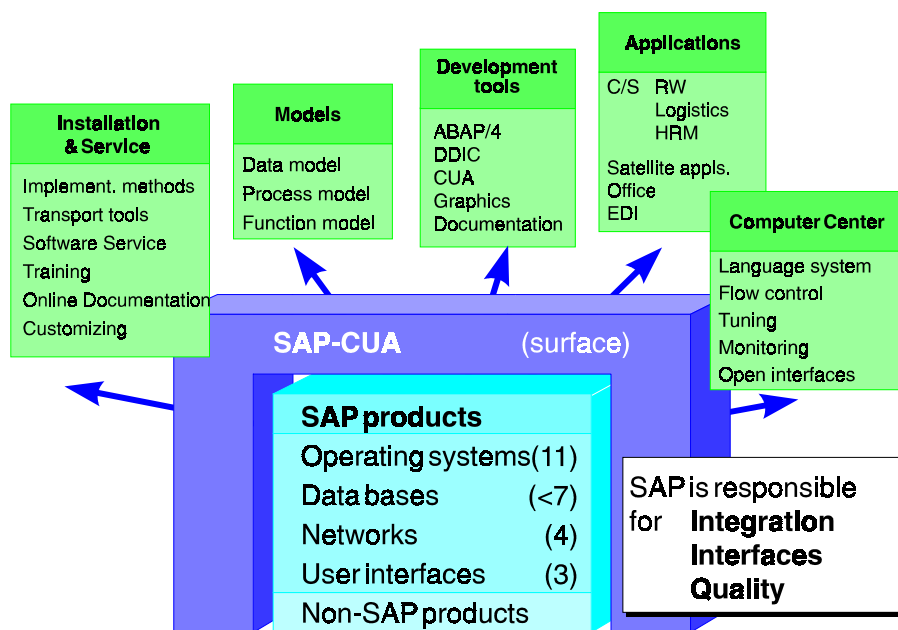 Installation
& Service
Implement. methods
Transport tools
Software Service
Training
Online Documentation
Customizing
Models
Data model
Process model
Function model
Development
tools
ABAP/4
DDIC
CUA
Graphics
Documentation
Applications
C/S RW
Logistics
HRM
Satellite appls.
Office
EDI
Computer Center
Language system
Flow control
Tuning
Monitoring
Open interfaces
SAP-CUA (surface)
SAP products
Operating systems (11)
Data bases (<7)
Networks (4)
User interfaces (3)
Non-SAP products
SAP is responsible
for Integration
Interfaces
Quality